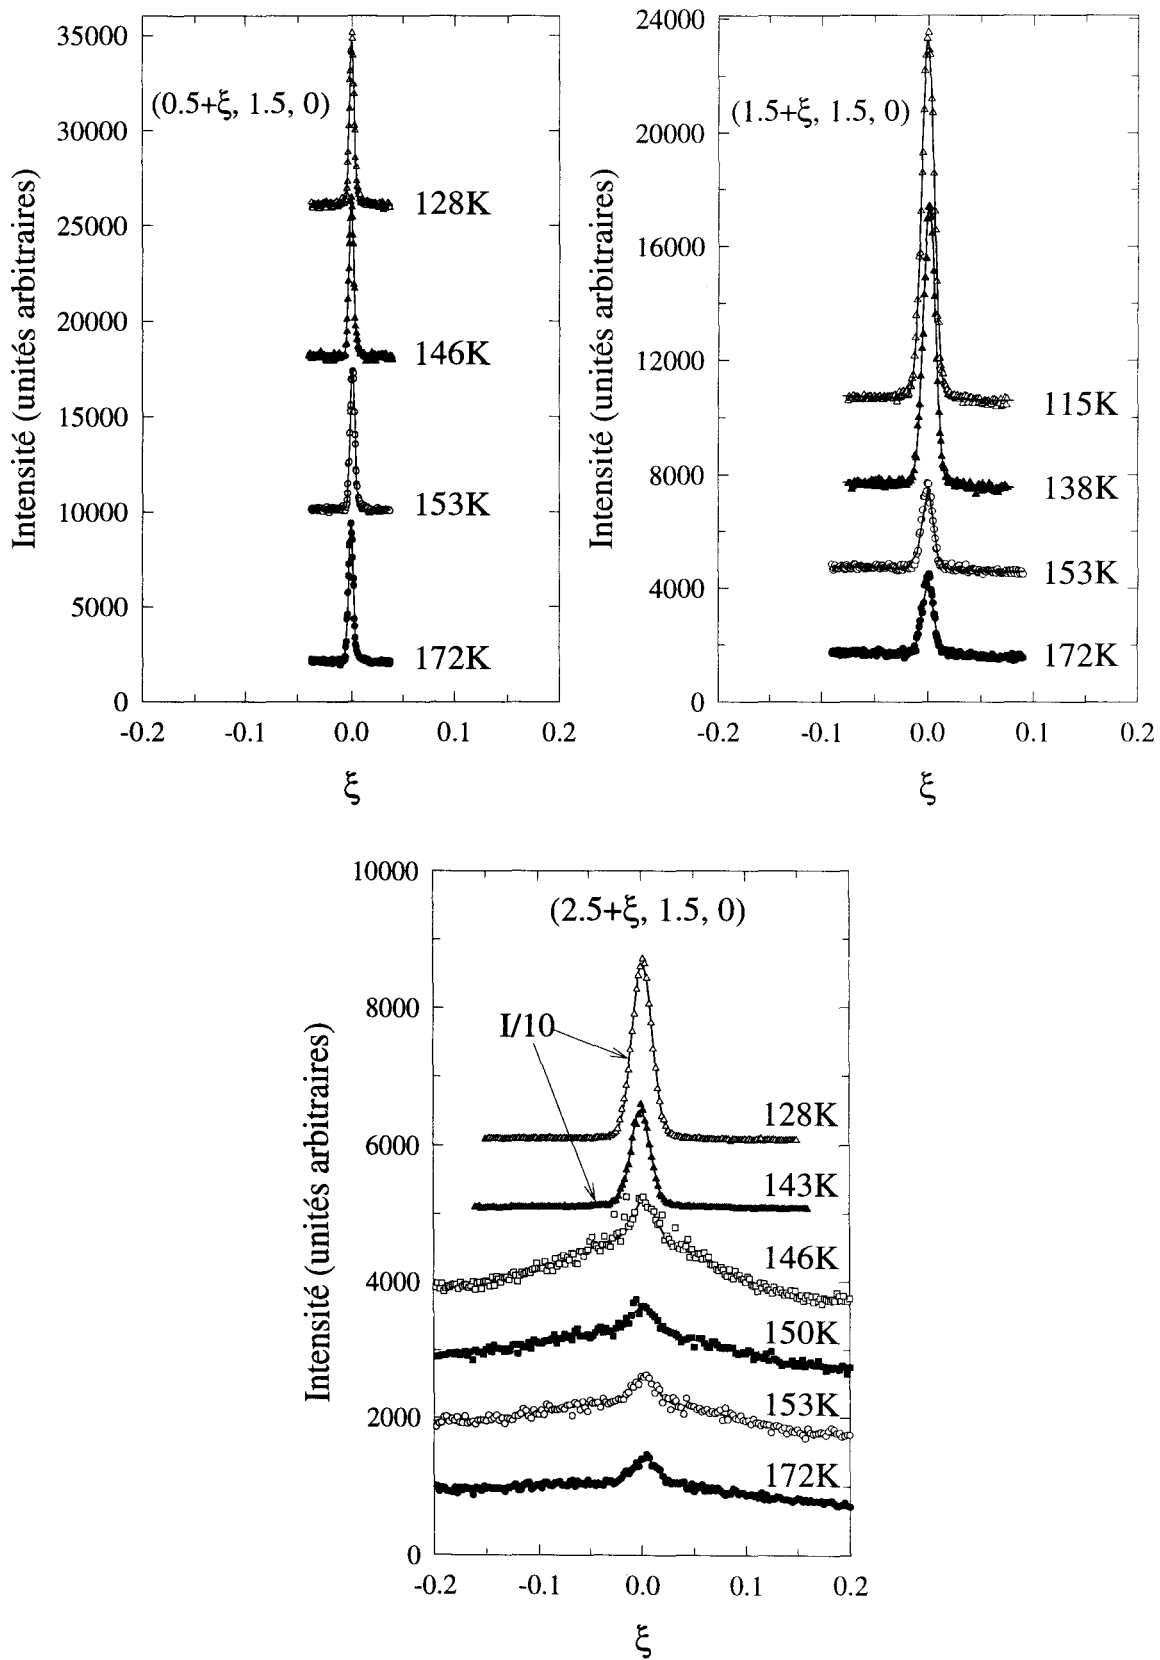 35000
30000
25000
20000
15000
10000
5000
0
Intensité (unités arbitraires)
(0.5+ξ, 1.5, 0)
128K
146K
153K
172K
-0.2
-0.1
0.0
0.1
0.2
ξ
24000
20000
16000
12000
8000
4000
0
Intensité (unités arbitraires)
(1.5+ξ, 1.5, 0)
115K
138K
153K
172K
-0.2
-0.1
0.0
0.1
0.2
ξ
10000
8000
6000
4000
2000
0
Intensité (unités arbitraires)
(2.5+ξ, 1.5, 0)
I/10
128K
143K
146K
150K
153K
172K
-0.2
-0.1
0.0
0.1
0.2
ξ